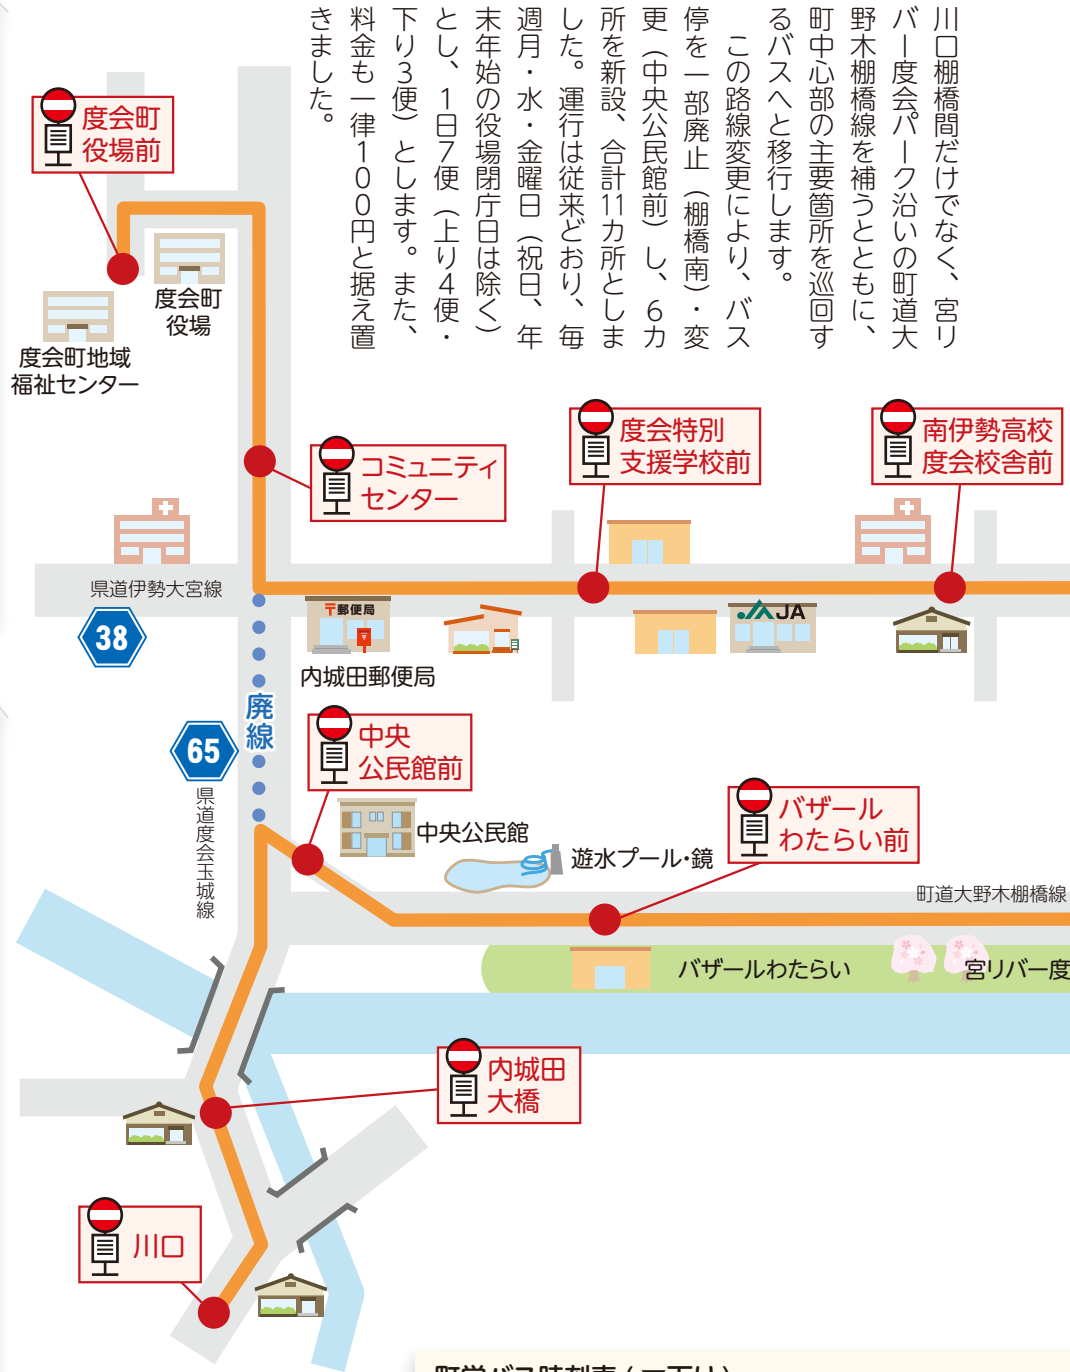 川口棚橋間だけでなく、宮リ
バー度会パーク沿いの町道大
野木棚橋線を補うとともに、
町中心部の主要箇所を巡回す
るバスへと移行します。
この路線変更により、バス
停を一部廃止（棚橋南）・変
更（中央公民館前）し、６カ
所を新設、合計11カ所としま
した。運行は従来どおり、毎
週月・水・金曜日（祝日、年
末年始の役場閉庁日は除く）
とし、１日７便（上り４便・
下り３便）とします。また、
料金も一律１００円と据え置
きました。
度会町
役場前
度会町
役場
度会町地域
福祉センター
コミュニティ
センター
度会特別
支援学校前
南伊勢高校
度会校舎前
県道伊勢大宮線
38
〒郵便局
JA
内城田郵便局
廃線
65
県道度会玉城線
中央
公民館前
中央公民館
遊水プール・鏡
バザール
わたらい前
町道大野木棚橋線
バザールわたらい
宮リバー度
内城田
大橋
川口